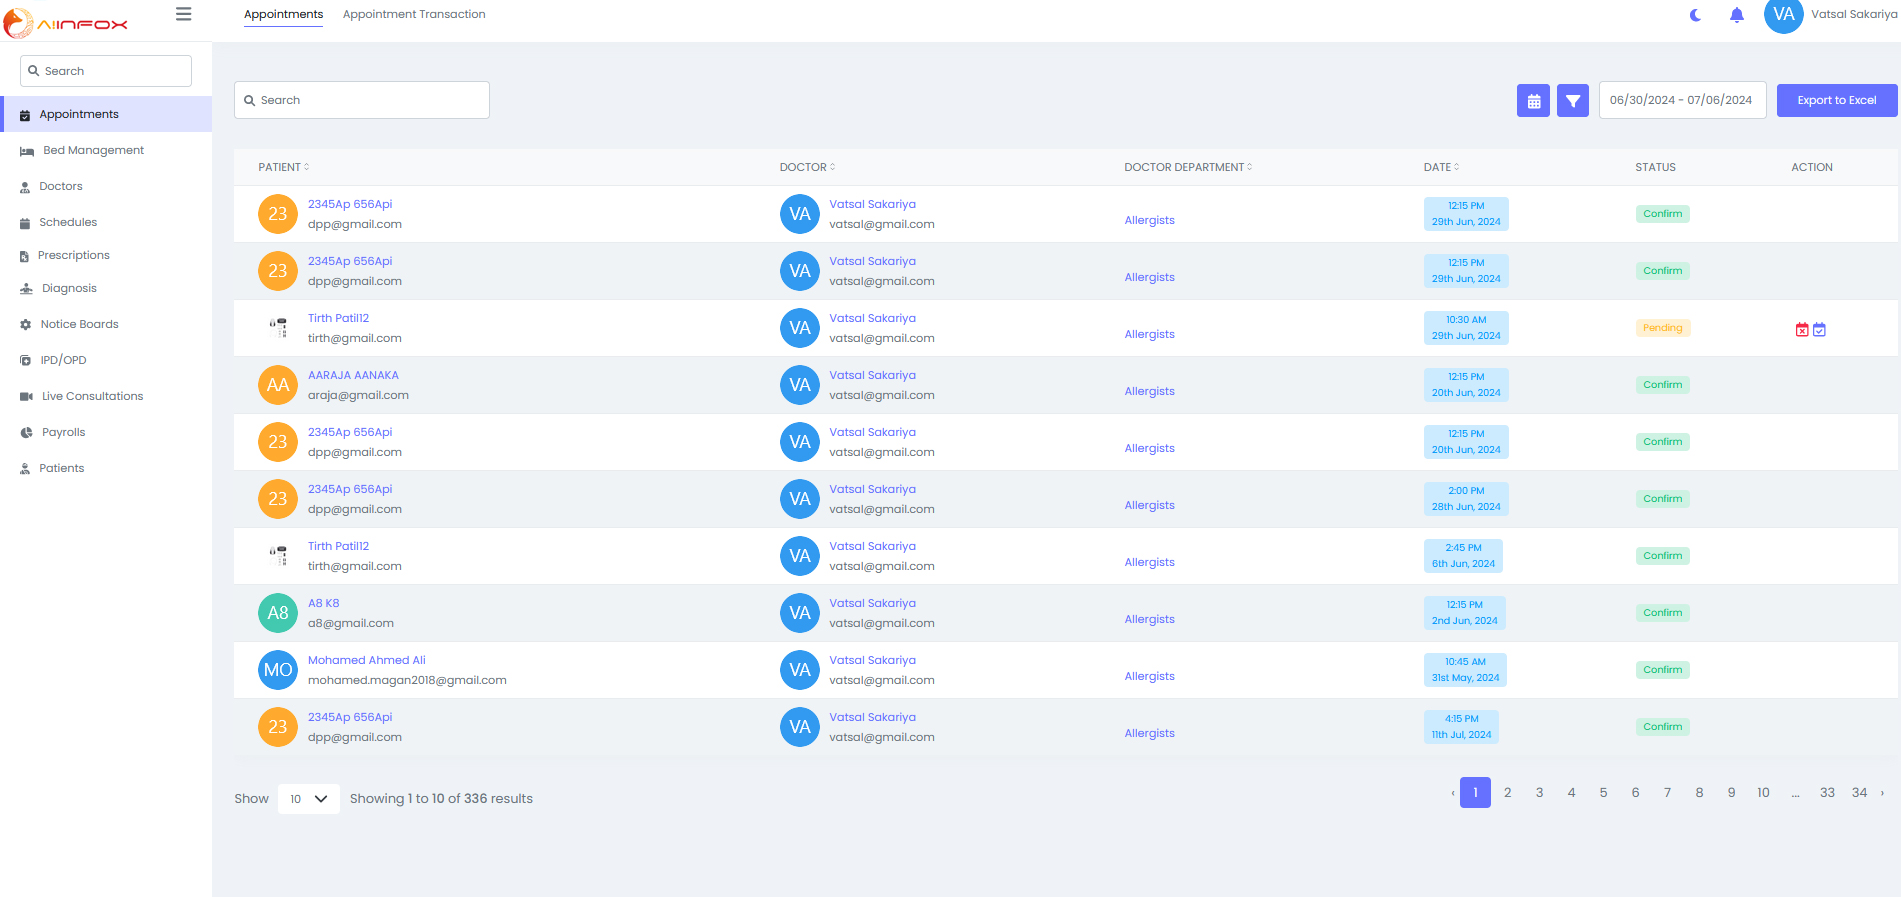 AIINFOX
Appointments
Appointment Transaction
VA
Vatsal Sakariya
Search
Appointments
Bed Management
Doctors
Schedules
Prescriptions
Diagnosis
Notice Boards
IPD/OPD
Live Consultations
Payrolls
Patients
Search
06/30/2024 - 07/06/2024
Export to Excel
PATIENT DOCTOR DOCTOR DEPARTMENT DATE STATUS ACTION
23 2345Ap 656Api VA Vatsal Sakariya 12:15 PM Confirm
dpp@gmail.com vatsal@gmail.com Allergists 29th Jun, 2024
23 2345Ap 656Api VA Vatsal Sakariya 12:15 PM Confirm
dpp@gmail.com vatsal@gmail.com Allergists 29th Jun, 2024
Tirth Patil12 VA Vatsal Sakariya 10:30 AM Pending
tirth@gmail.com vatsal@gmail.com Allergists 29th Jun, 2024
AA AARAJA AANAKA VA Vatsal Sakariya 12:15 PM Confirm
araja@gmail.com vatsal@gmail.com Allergists 20th Jun, 2024
23 2345Ap 656Api VA Vatsal Sakariya 12:15 PM Confirm
dpp@gmail.com vatsal@gmail.com Allergists 20th Jun, 2024
23 2345Ap 656Api VA Vatsal Sakariya 2:00 PM Confirm
dpp@gmail.com vatsal@gmail.com Allergists 28th Jun, 2024
Tirth Patil12 VA Vatsal Sakariya 2:45 PM Confirm
tirth@gmail.com vatsal@gmail.com Allergists 6th Jun, 2024
A8 A8 K8 VA Vatsal Sakariya 12:15 PM Confirm
a8@gmail.com vatsal@gmail.com Allergists 2nd Jun, 2024
MO Mohamed Ahmed Ali VA Vatsal Sakariya 10:45 AM Confirm
mohamed.magan2018@gmail.com vatsal@gmail.com Allergists 31st May, 2024
23 2345Ap 656Api VA Vatsal Sakariya 4:15 PM Confirm
dpp@gmail.com vatsal@gmail.com Allergists 11th Jul, 2024
Show 10 Showing 1 to 10 of 336 results
‹ 1 2 3 4 5 6 7 8 9 10 ... 33 34 ›